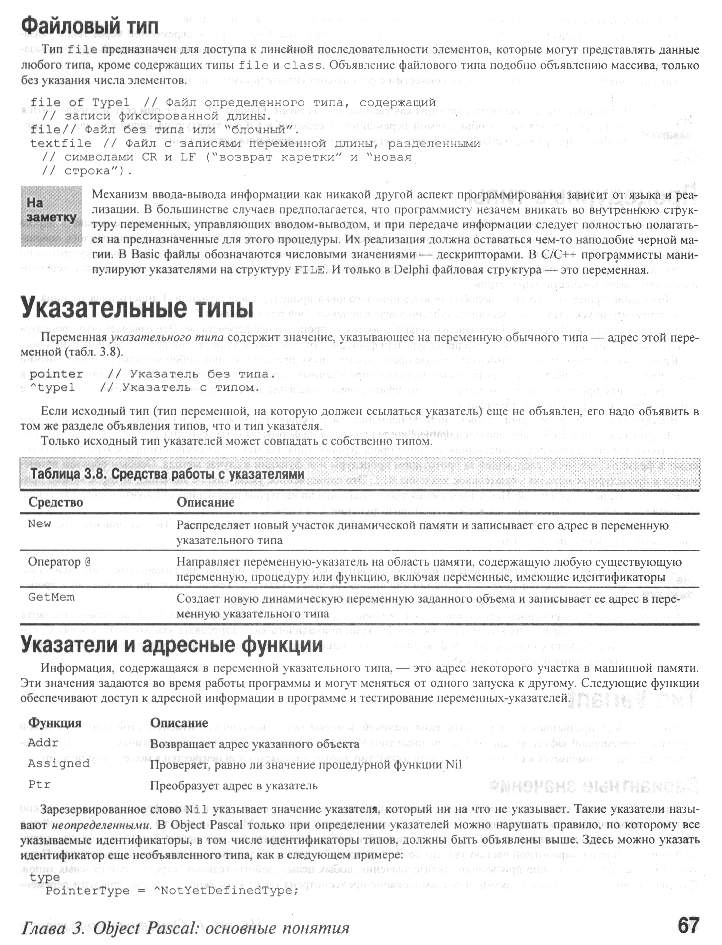 Файловый тип
Тип file предназначен для доступа к линейной последовательности элементов, которые могут представлять данные
любого типа, кроме содержащих типы file и class. Объявление файлового типа подобно объявлению массива, только
без указания числа элементов.
file of Type1 // Файл определенного типа, содержащий
// записи фиксированной длины.
file// Файл без типа или “блочный”.
textfile // Файл с записями переменной длины, разделенными
// символами CR и LF (“возврат каретки” и “новая
// строка”).
На
заметку
Механизм ввода-вывода информации как никакой другой аспект программирования зависит от языка и реа-
лизации. В большинстве случаев предполагается, что программисту незачем вникать во внутреннюю струк-
туру переменных, управляющих вводом-выводом, и при передаче информации следует полностью полагать-
ся на предназначенные для этого процедуры. Их реализация должна оставаться чем-то наподобие черной ма-
гии. В Basic файлы обозначаются числовыми значениями — дескрипторами. В C/C++ программисты мани-
пулируют указателями на структуру FILE. И только в Delphi файловая структура — это переменная.
Указательные типы
Переменная указательного типа содержит значение, указывающее на переменную обычного типа — адрес этой пере-
менной (табл. 3.8).
pointer // Указатель без типа.
^type1 // Указатель с типом.
Если исходный тип (тип переменной, на которую должен ссылаться указатель) еще не объявлен, его надо объявить в
том же разделе объявления типов, что и тип указателя.
Только исходный тип указателей может совпадать с собственно типом.
Таблица 3.8. Средства работы с указателями
Средство Описание
New Распределяет новый участок динамической памяти и записывает его адрес в переменную
указательного типа
Оператор @ Направляет переменную-указатель на область памяти, содержащую любую существующую
переменную, процедуру или функцию, включая переменные, имеющие идентификаторы
GetMem Создает новую динамическую переменную заданного объема и записывает ее адрес в пере-
менную указательного типа
Указатели и адресные функции
Информация, содержащаяся в переменной указательного типа, — это адрес некоторого участка в машинной памяти.
Эти значения задаются во время работы программы и могут меняться от одного запуска к другому. Следующие функции
обеспечивают доступ к адресной информации в программе и тестирование переменных-указателей.
Функция Описание
Addr Возвращает адрес указанного объекта
Assigned Проверяет, равно ли значение процедурной функции Nil
Ptr Преобразует адрес в указатель
Зарезервированное слово Nil указывает значение указателя, который ни на что не указывает. Такие указатели назы-
вают неопределенными. В Object Pascal только при определении указателей можно нарушать правило, по которому все
указываемые идентификаторы, в том числе идентификаторы типов, должны быть объявлены выше. Здесь можно указать
идентификатор еще необъявленного типа, как в следующем примере:
type
PointerType = ^NotYetDefinedType;
Глава 3. Object Pascal: основные понятия 67